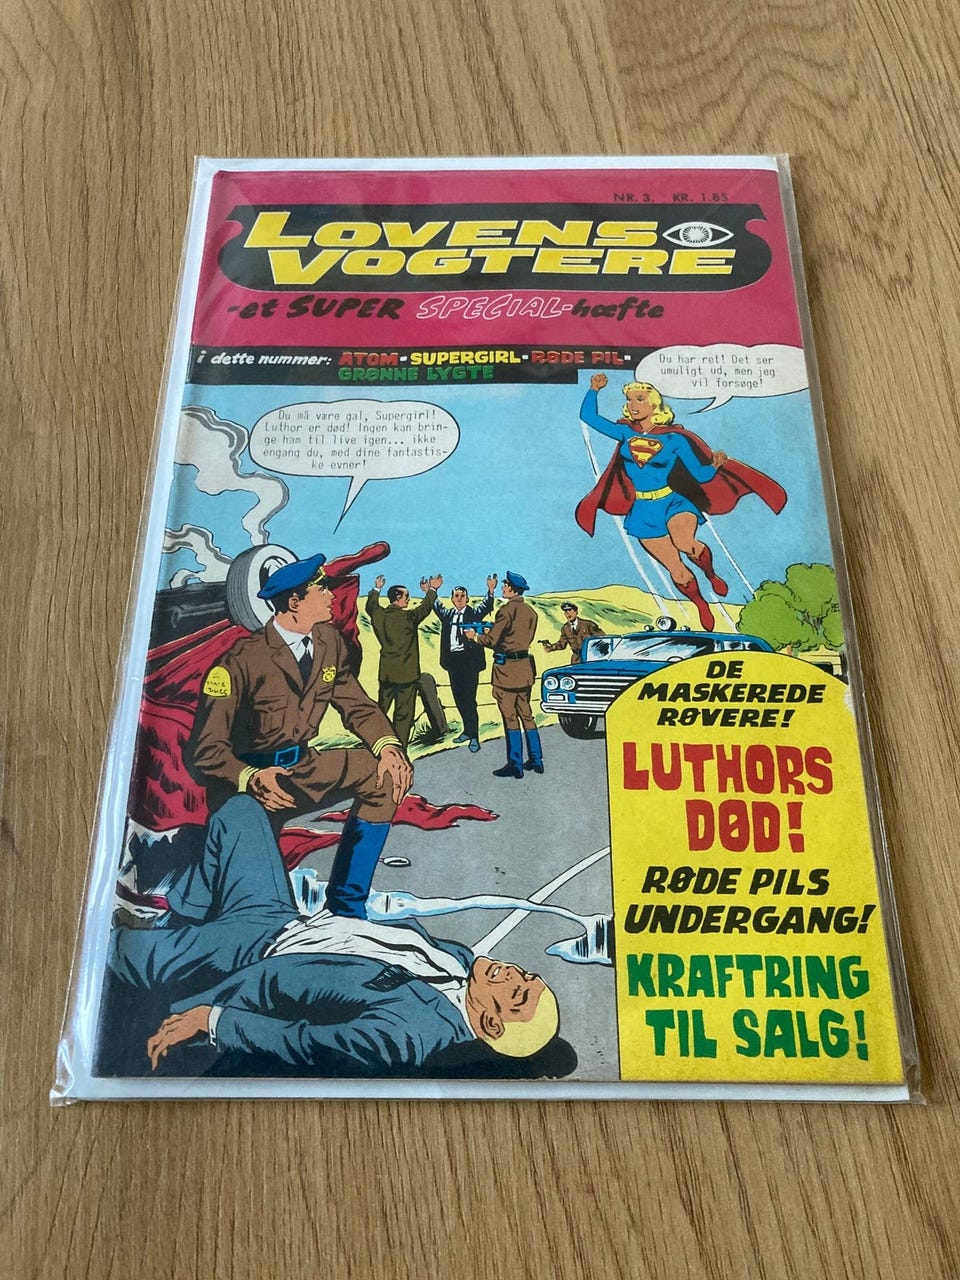 NR. 3. KR. 1.85
LOVENS
VOGTERE
-et SUPER SPECIAL-hæfte
i dette nummer: ATOM-SUPERGIRL-RØDE PIL-
GRØNNE LYGTE
Du har ret! Det ser
umuligt ud, men jeg
vil forsøge!
Du må være gal, Supergirl!
Luthor er død! Ingen kan brin-
ge ham til live igen... ikke
engang du, med dine fantastis-
ke evner!
DE
MASKEREDE
RØVERE!
LUTHORS
DØD!
RØDE PILS
UNDERGANG!
KRAFTRING
TIL SALG!